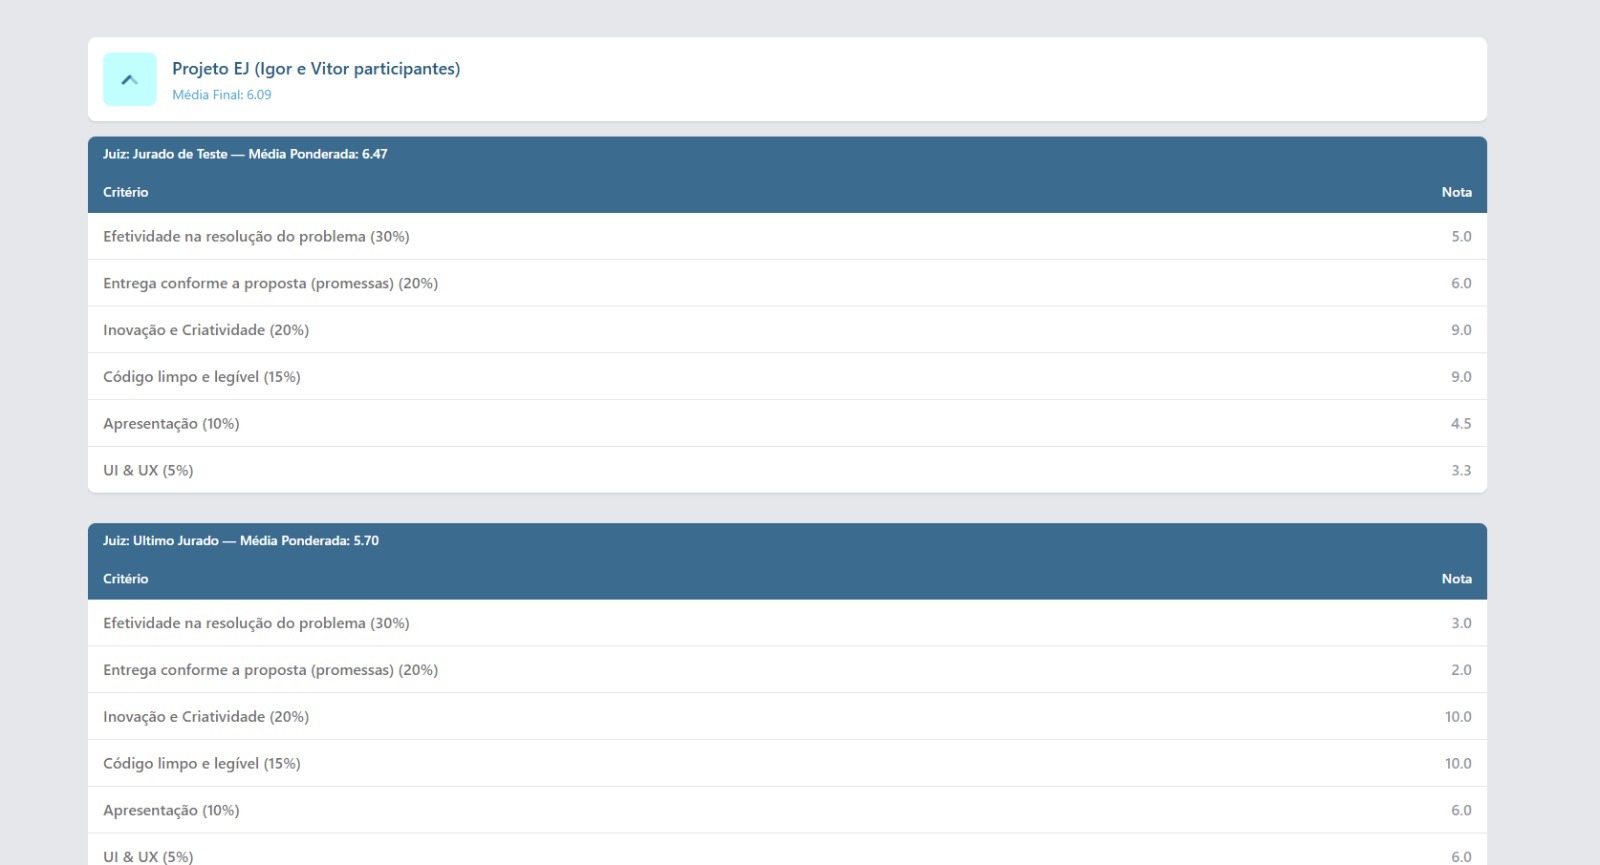 Projeto EJ (Igor e Vitor participantes)
Média Final: 6.09
Juiz: Jurado de Teste — Média Ponderada: 6.47
Critério Nota
Efetividade na resolução do problema (30%) 5.0
Entrega conforme a proposta (promessas) (20%) 6.0
Inovação e Criatividade (20%) 9.0
Código limpo e legível (15%) 9.0
Apresentação (10%) 4.5
UI & UX (5%) 3.3
Juiz: Ultimo Jurado — Média Ponderada: 5.70
Critério Nota
Efetividade na resolução do problema (30%) 3.0
Entrega conforme a proposta (promessas) (20%) 2.0
Inovação e Criatividade (20%) 10.0
Código limpo e legível (15%) 10.0
Apresentação (10%) 6.0
UI & UX (5%) 6.0